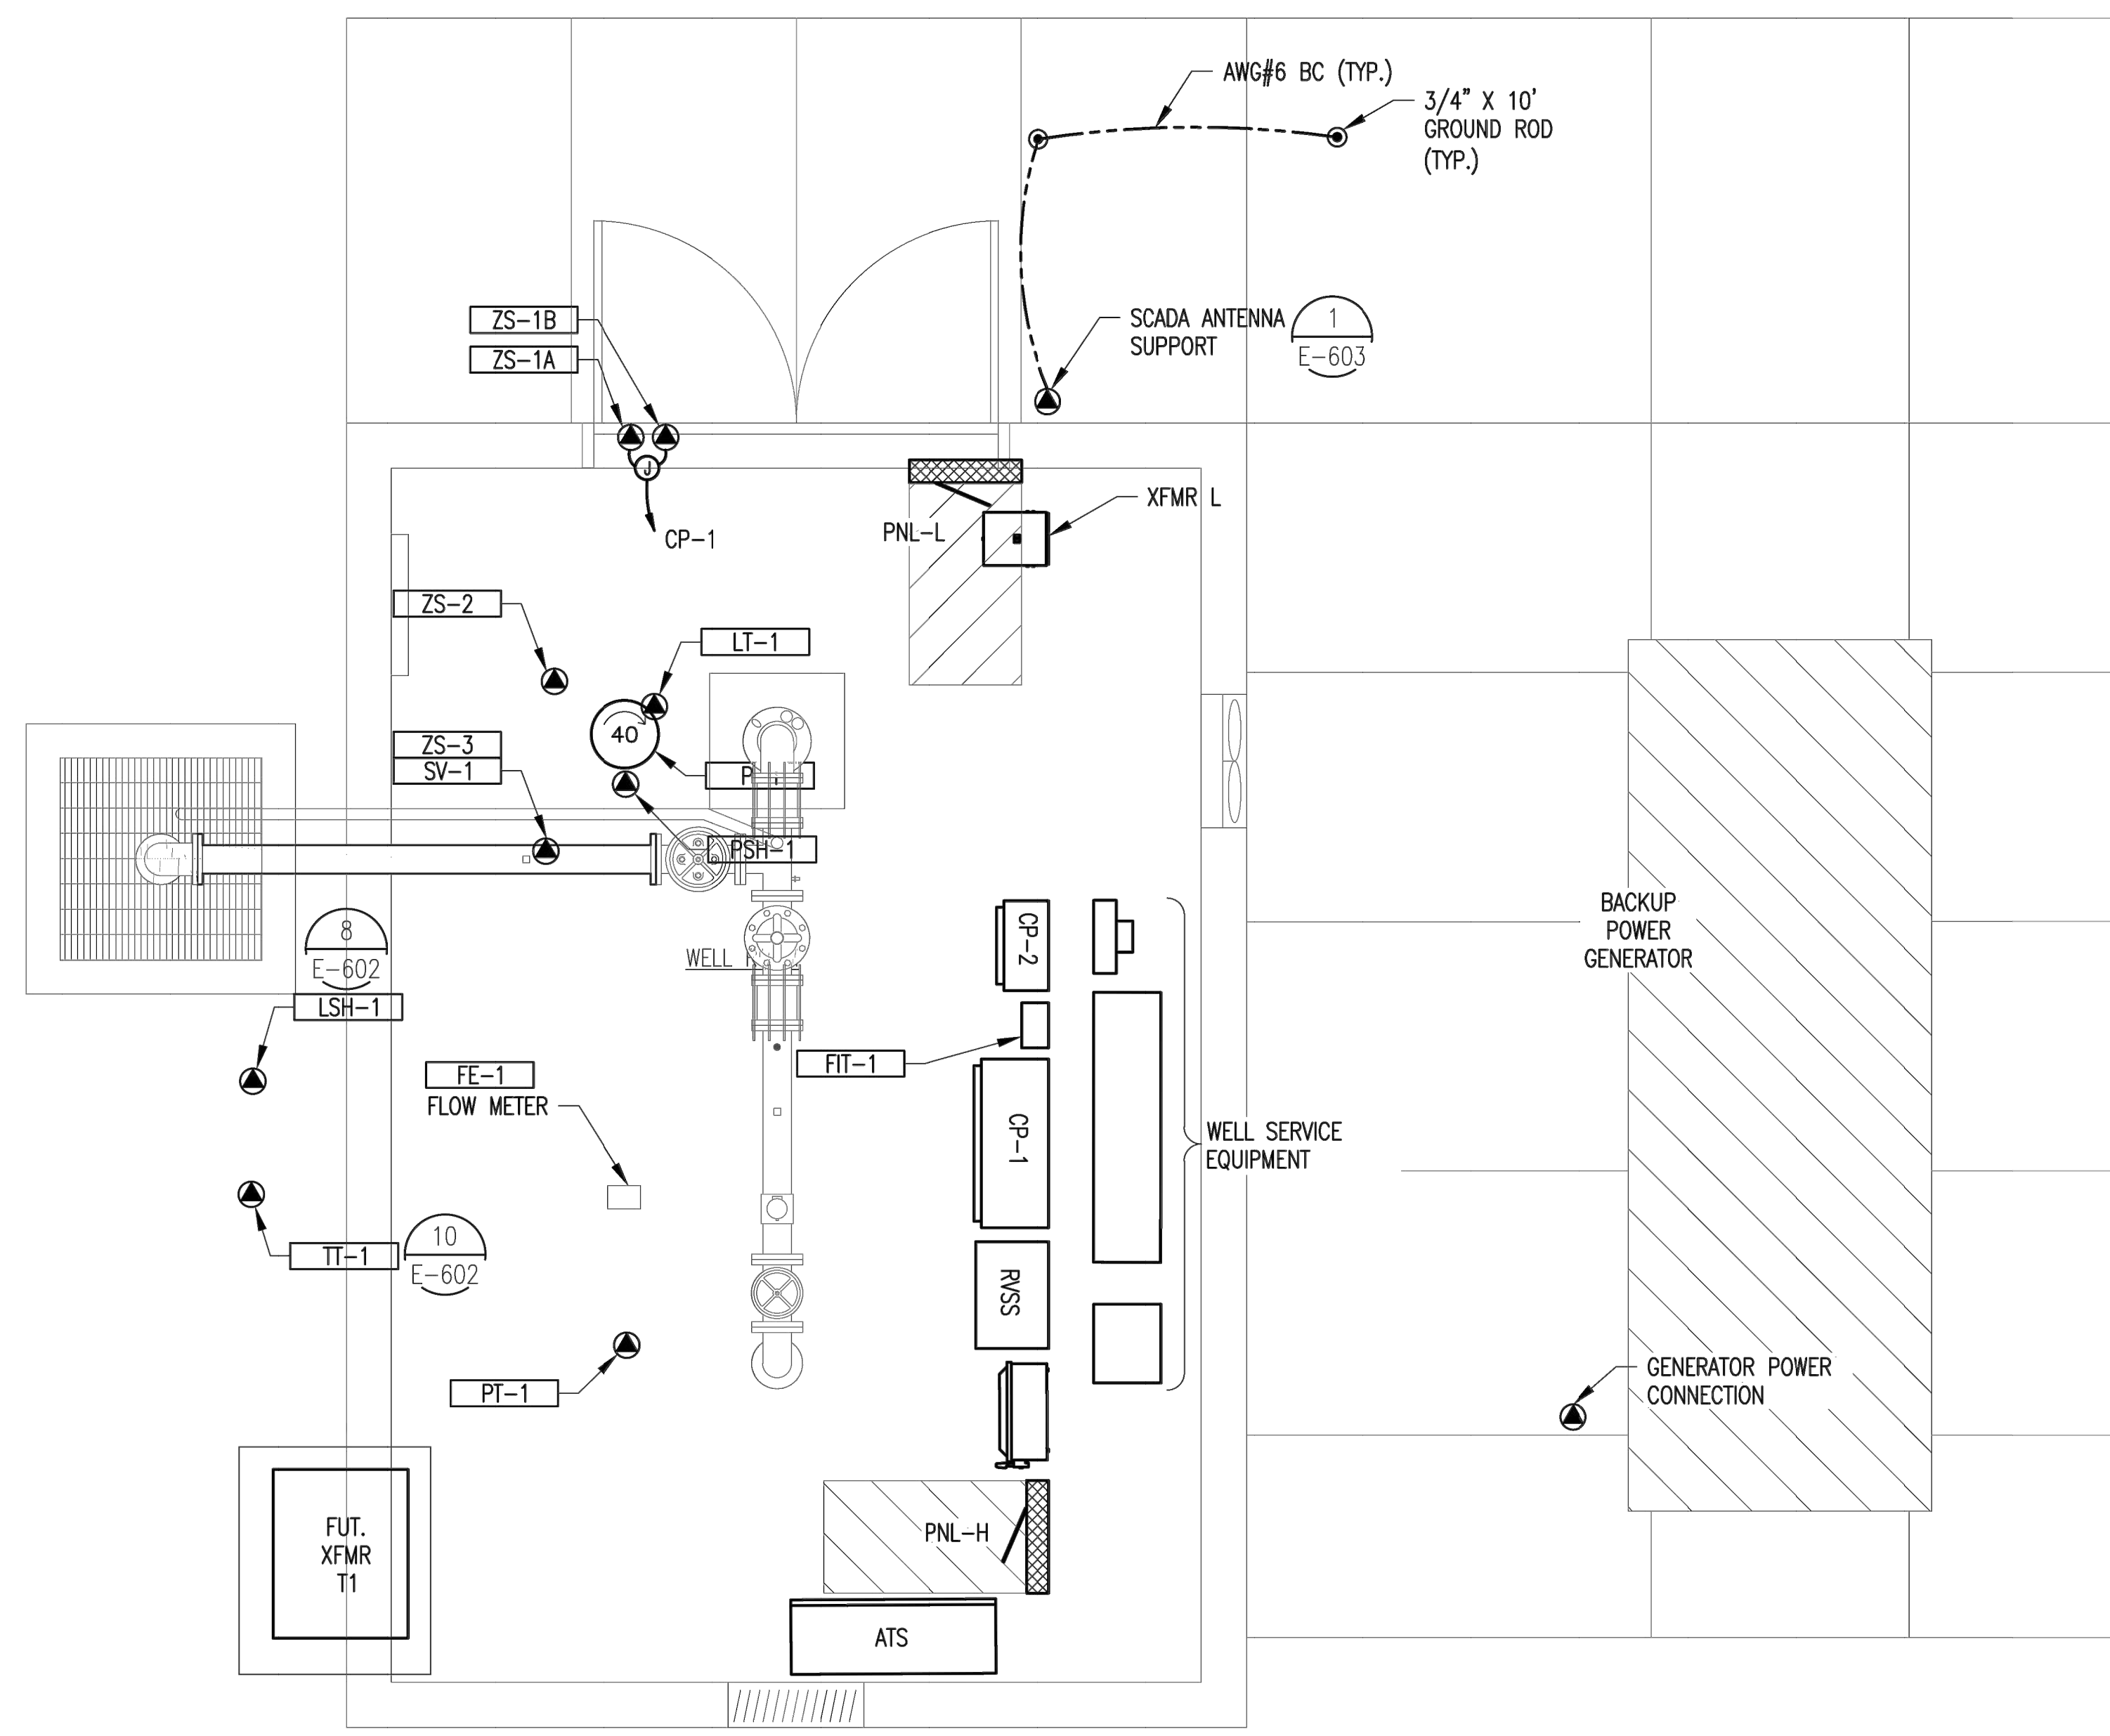 AWG#6 BC (TYP.)
3/4" X 10'
GROUND ROD
(TYP.)
ZS-1B
ZS-1A
SCADA ANTENNA
SUPPORT
1
E-603
J
CP-1
PNL-L
XFMR L
ZS-2
LT-1
40
ZS-3
SV-1
PSH-1
8
E-602
LSH-1
WELL
CP-2
BACKUP
POWER
GENERATOR
FE-1
FLOW METER
FIT-1
CP-1
WELL SERVICE
EQUIPMENT
TT-1
10
E-602
RVSS
PT-1
GENERATOR POWER
CONNECTION
FUT.
XFMR
T1
PNL-H
ATS